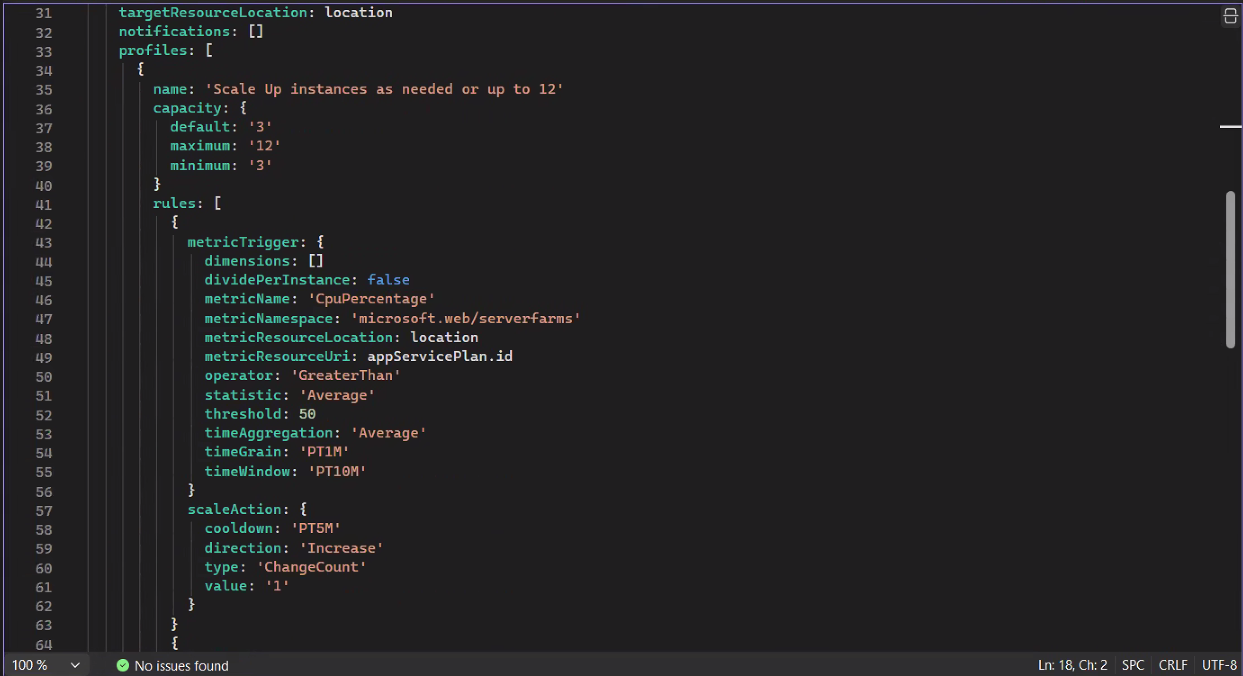 31 targetResourceLocation: location
32 notifications: []
33 profiles: [
34 {
35 name: 'Scale Up instances as needed or up to 12'
36 capacity: {
37 default: '3'
38 maximum: '12'
39 minimum: '3'
40 }
41 rules: [
42 {
43 metricTrigger: {
44 dimensions: []
45 dividePerInstance: false
46 metricName: 'CpuPercentage'
47 metricNamespace: 'microsoft.web/serverfarms'
48 metricResourceLocation: location
49 metricResourceUri: appServicePlan.id
50 operator: 'GreaterThan'
51 statistic: 'Average'
52 threshold: 50
53 timeAggregation: 'Average'
54 timeGrain: 'PT1M'
55 timeWindow: 'PT10M'
56 }
57 scaleAction: {
58 cooldown: 'PT5M'
59 direction: 'Increase'
60 type: 'ChangeCount'
61 value: '1'
62 }
63 }
64 {
100 % No issues found Ln: 18, Ch: 2 SPC CRLF UTF-8